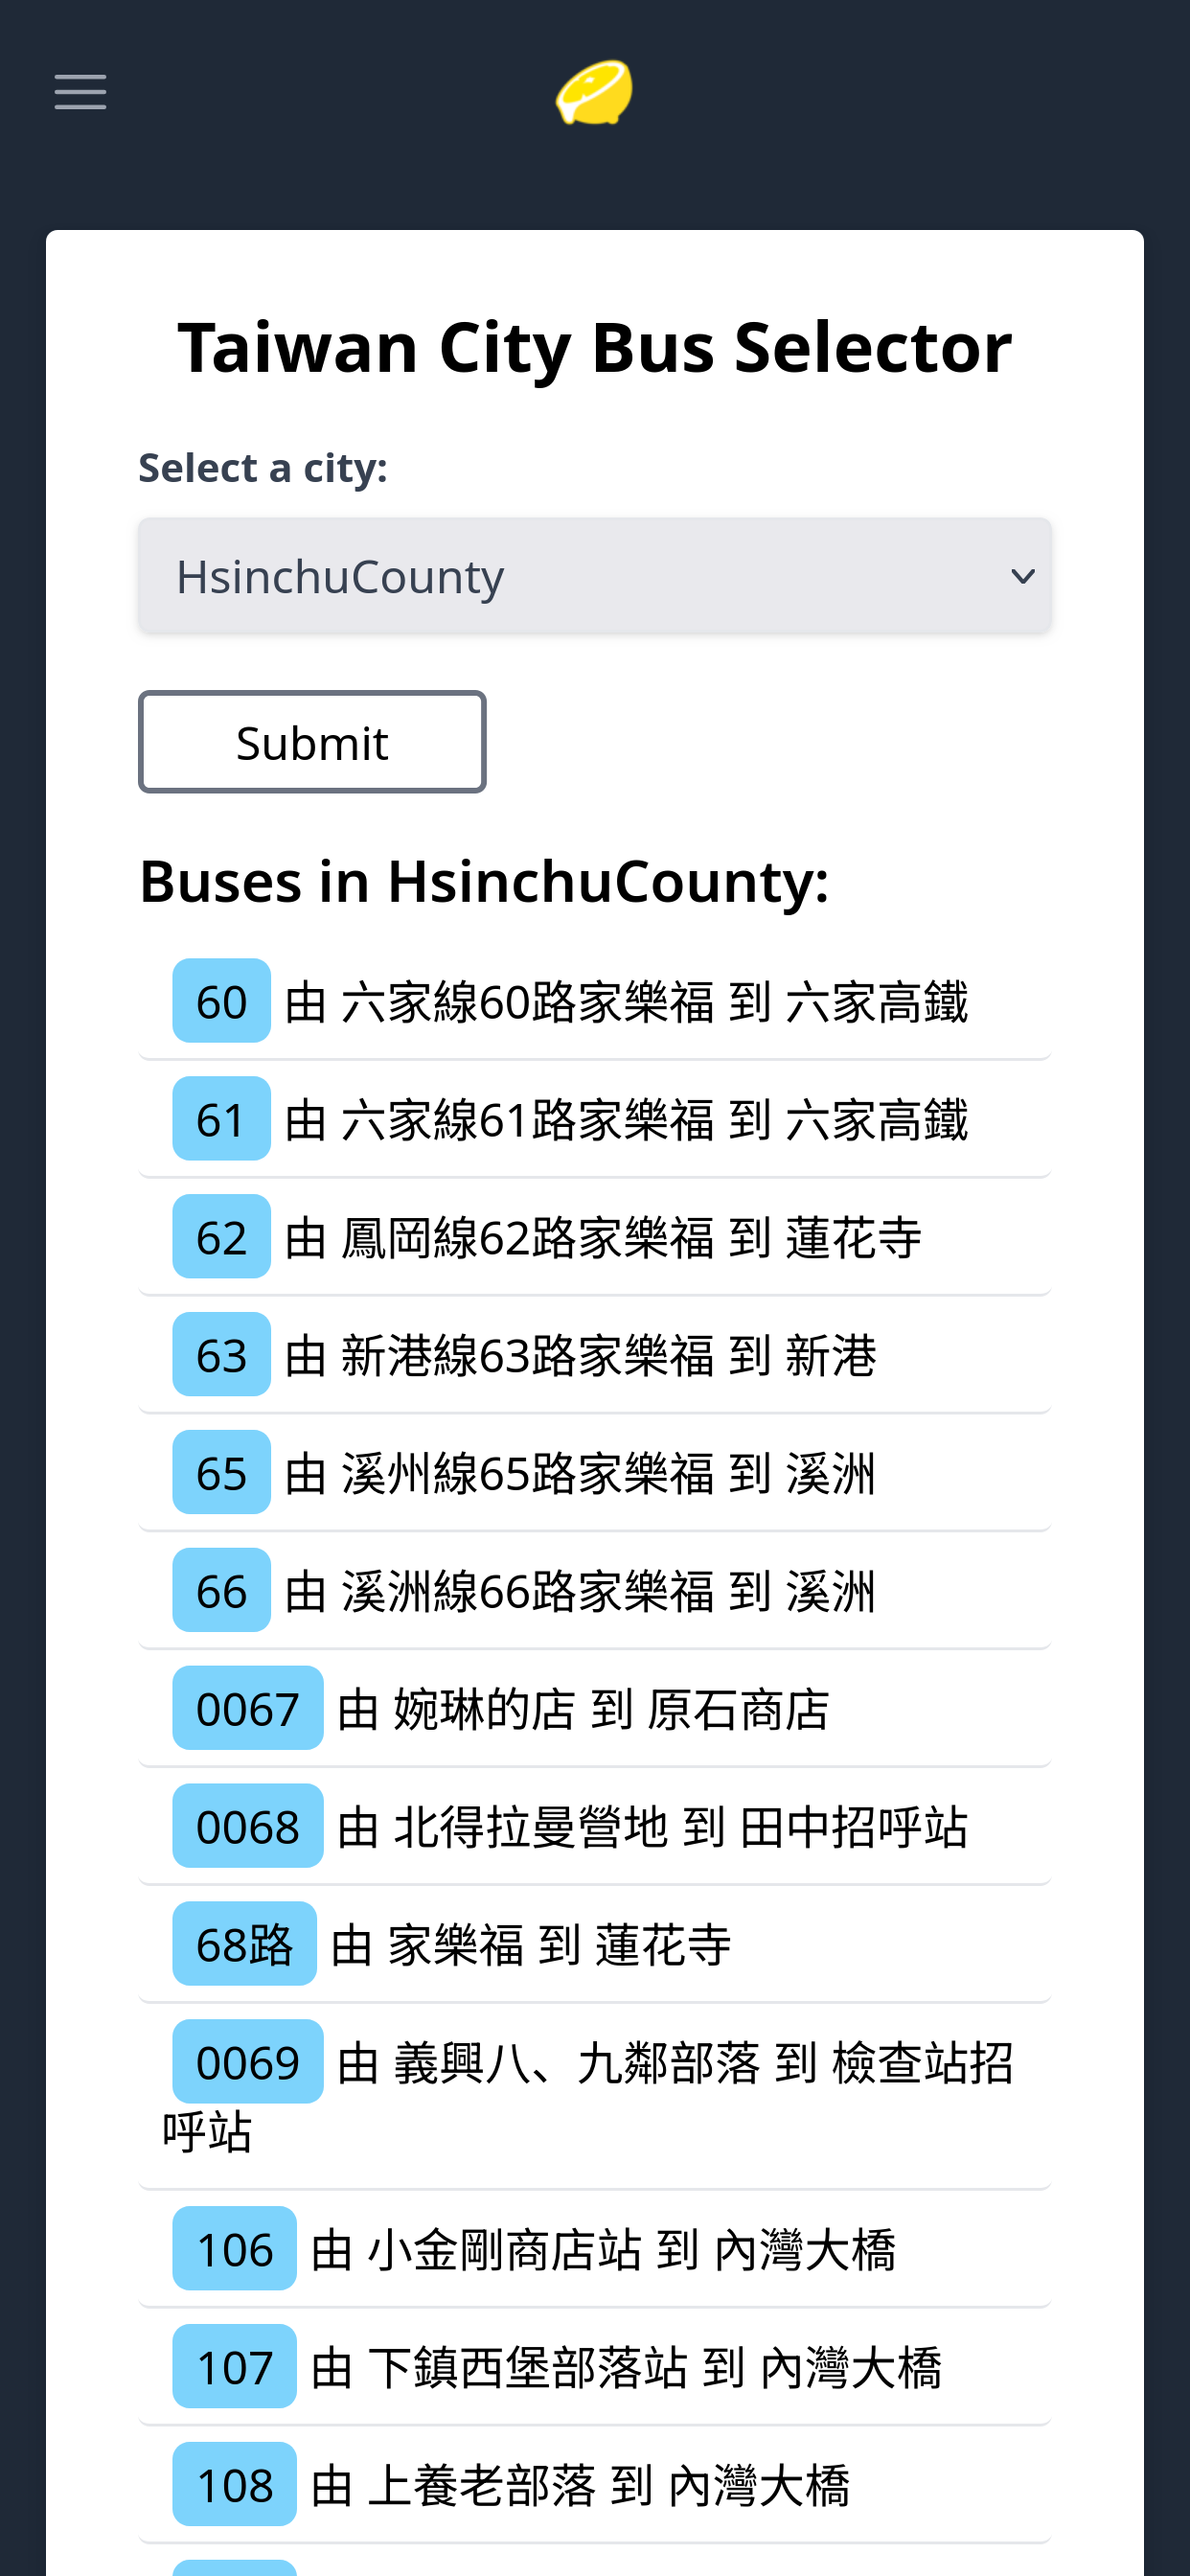 Taiwan City Bus Selector
Select a city:
HsinchuCounty
Submit
Buses in HsinchuCounty:
60 由 六家線60路家樂福 到 六家高鐵
61 由 六家線61路家樂福 到 六家高鐵
62 由 鳳岡線62路家樂福 到 蓮花寺
63 由 新港線63路家樂福 到 新港
65 由 溪州線65路家樂福 到 溪洲
66 由 溪洲線66路家樂福 到 溪洲
0067 由 婉琳的店 到 原石商店
0068 由 北得拉曼營地 到 田中招呼站
68路 由 家樂福 到 蓮花寺
0069 由 義興八、九鄰部落 到 檢查站招
呼站
106 由 小金剛商店站 到 內灣大橋
107 由 下鎮西堡部落站 到 內灣大橋
108 由 上養老部落 到 內灣大橋